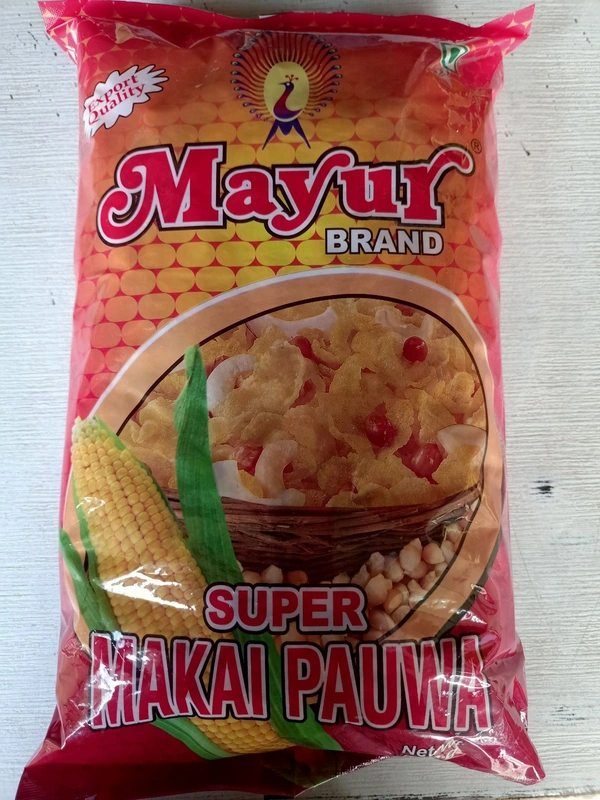 Export
Quality
Mayur®
BRAND
SUPER
MAKAI PAUWA
Net